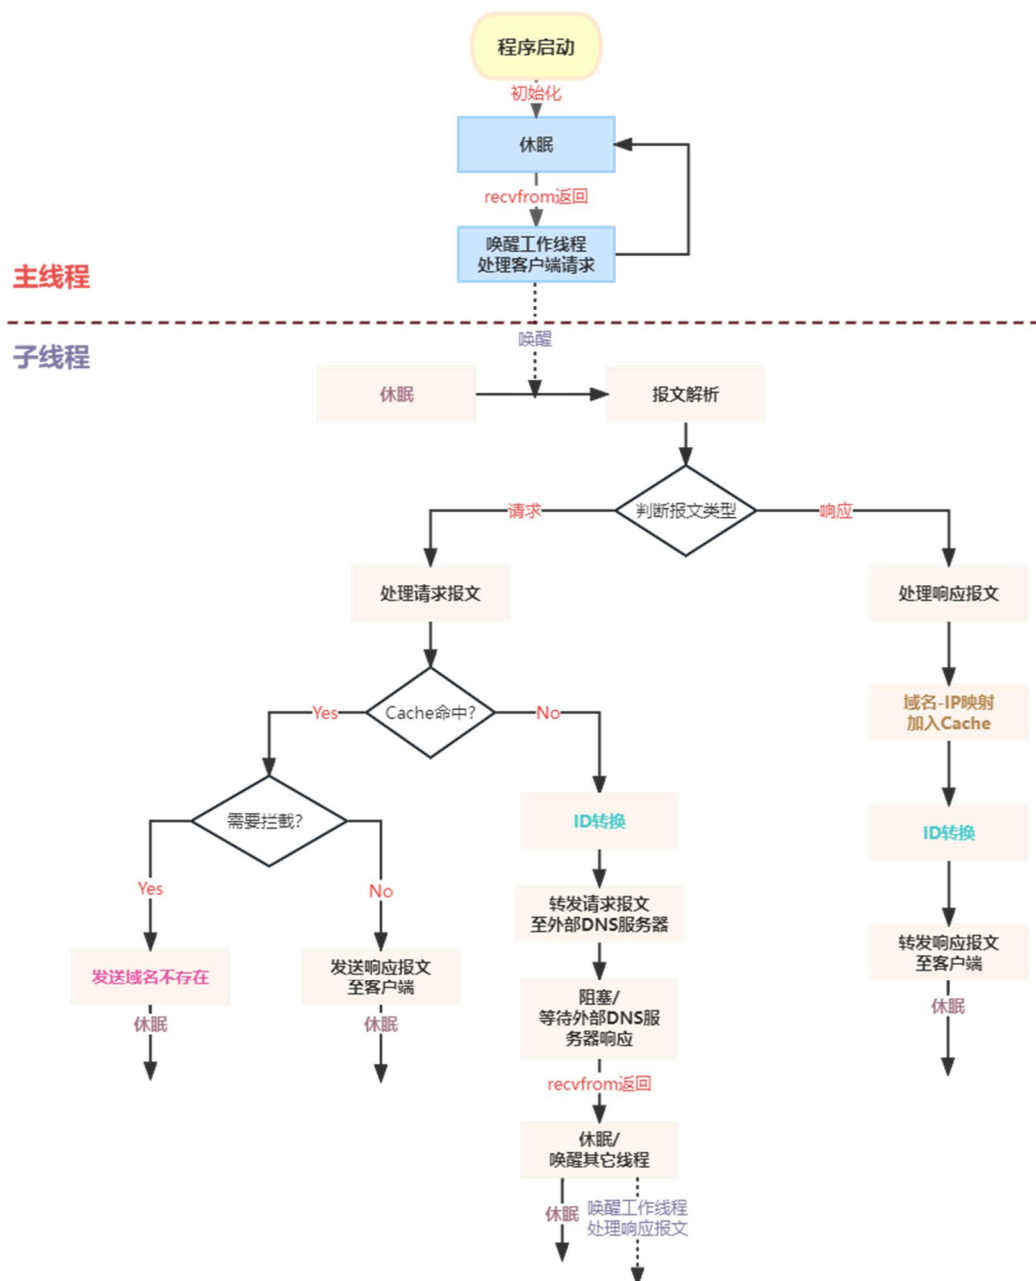 程序启动
初始化
休眠
recvfrom返回
唤醒工作线程
处理客户端请求
主线程
子线程
唤醒
休眠
报文解析
判断报文类型
请求
响应
处理请求报文
处理响应报文
Cache命中?
Yes
No
域名-IP映射
加入Cache
需要拦截?
ID转换
ID转换
Yes
No
转发请求报文
至外部DNS服务器
转发响应报文
至客户端
发送域名不存在
发送响应报文
至客户端
阻塞/
等待外部DNS服
务器响应
休眠
休眠
休眠
recvfrom返回
休眠/
唤醒其它线程
休眠
唤醒工作线程
处理响应报文